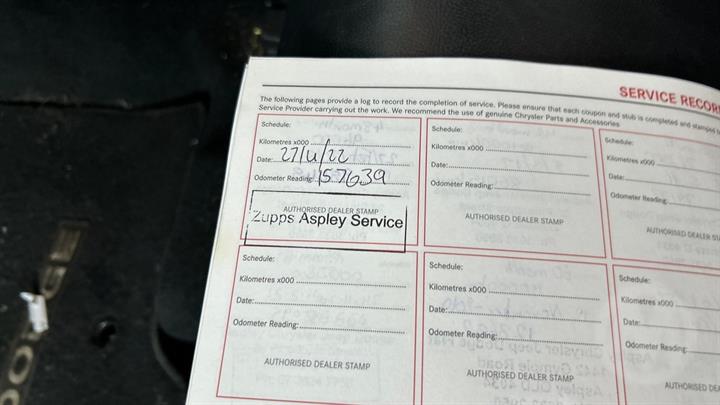 SERVICE RECOR
The following pages provide a log to record the completion of service. Please ensure that each coupon and stub is completed and stamped
Service Provider carrying out the work. We recommend the use of genuine Chrysler Parts and Accessories
Schedule:
Kilometres x000
Date: 27/4/22
Odometer Reading: 157639
AUTHORISED DEALER STAMP
Zupps Aspley Service
Schedule:
Kilometres x000
Date:
Odometer Reading:
AUTHORISED DEALER STAMP
Schedule:
Kilometres x000
Date:
Odometer Reading:
AUTHORISED DEALER ST
Schedule:
Kilometres x000
Date:
Odometer Reading:
AUTHORISED DEALER STAMP
Schedule:
Kilometres x000
Date:
Odometer Reading:
AUTHORISED DEALER STAMP
Schedule:
Kilometres x000
Date:
Odometer Reading:
AUTHORISED